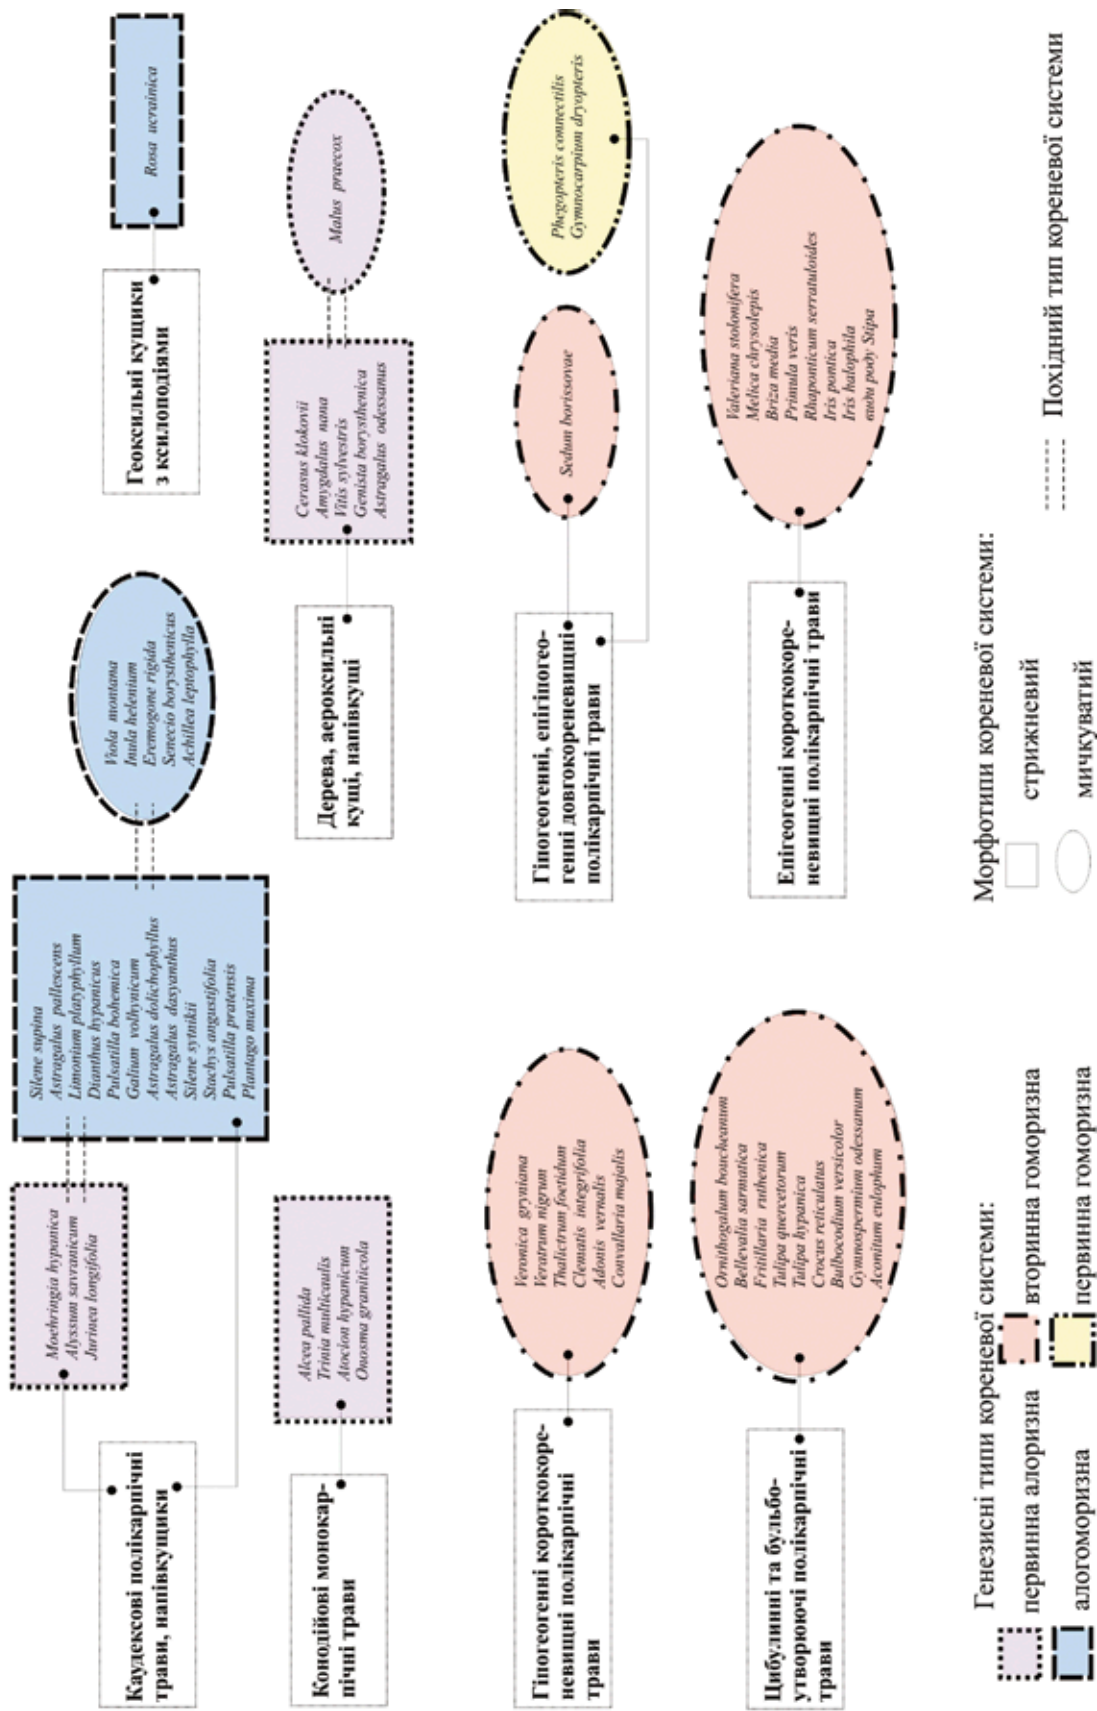 Каудексові полікарпічні
трави, напівкущики
Moehringia hypanica
Alyssum savranicum
Jurinea longifolia
Silene supina
Astragalus pallescens
Limonium platyphyllum
Dianthus hypanicus
Pulsatilla bohemica
Galium volhynicum
Astragalus dolichophyllus
Astragalus dasyanthus
Silene sytnikii
Stachys angustifolia
Pulsatilla pratensis
Plantago maxima
Viola montana
Inula helenium
Eremogone rigida
Senecio borysthenicus
Achillea leptophylla
Геоксильні кущики
з ксилоподіями
Rosa ucrainica
Конодійові монокар-
пічні трави
Alcea pallida
Trinia multicaulis
Atocion hypanicum
Onosma graniticola
Дерева, аероксильні
кущі, напівкущі
Cerasus klokovii
Amygdalus nana
Vitis sylvestris
Genista borysthenica
Astragalus odessanus
Malus praecox
Гіпогеогенні короткокоре-
невищні полікарпічні
трави
Veronica gryniana
Veratrum nigrum
Thalictrum foetidum
Clematis integrifolia
Adonis vernalis
Convallaria majalis
Гіпогеогенні, епігіпогео-
генні довгокореневищні
полікарпічні трави
Sedum borissovae
Phegopteris connectilis
Gymnocarpium dryopteris
Цибулинні та бульбо-
утворюючі полікарпічні
трави
Ornithogalum boucheanum
Bellevalia sarmatica
Fritillaria ruthenica
Tulipa quercetorum
Tulipa hypanica
Crocus reticulatus
Bulbocodium versicolor
Gymnospermium odessanum
Aconitum eulophum
Епігеогенні короткокоре-
невищні полікарпічні трави
Valeriana stolonifera
Melica chrysolepis
Briza media
Primula veris
Rhaponticum serratuloides
Iris pontica
Iris halophila
види роду Stipa
Генезисні типи кореневої системи:
первинна алоризна
вторинна гоморизна
алогоморизна
первинна гоморизна
Морфотипи кореневої системи:
стрижневий
мичкуватий
Похідний тип кореневої системи